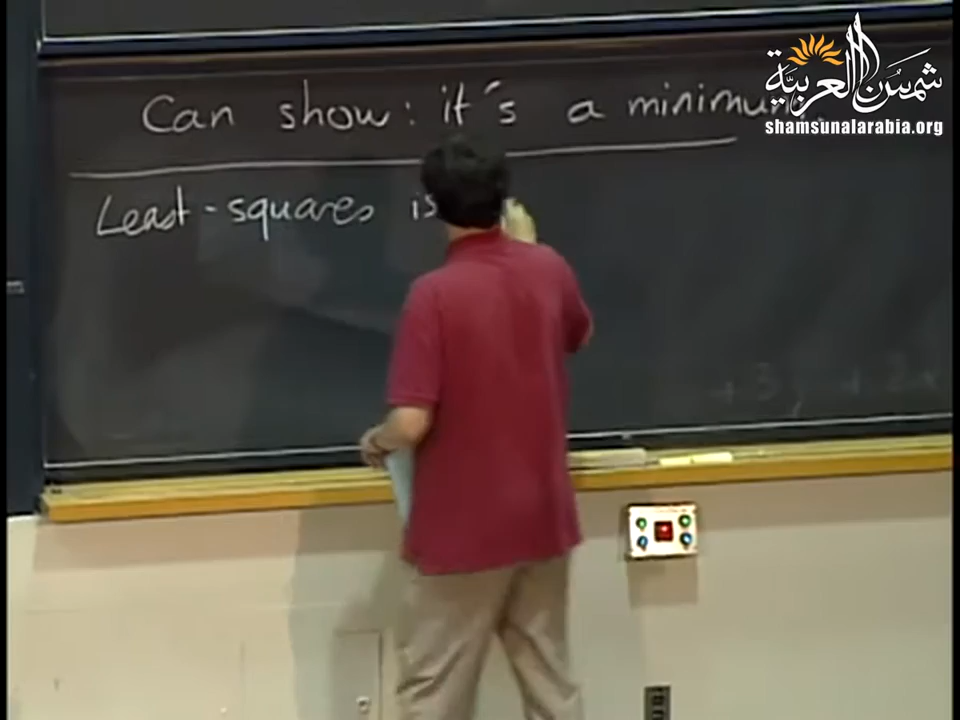 شمس العربية
shamsunalarabia.org
Can show: it's a minimum.
Least-squares is